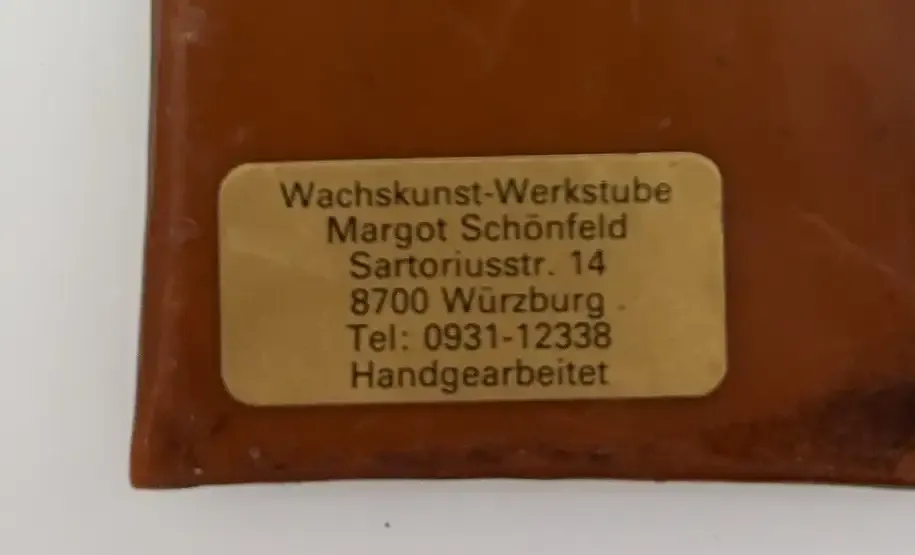 Wachskunst-Werkstube
Margot Schönfeld
Sartoriusstr. 14
8700 Würzburg
Tel: 0931-12338
Handgearbeitet